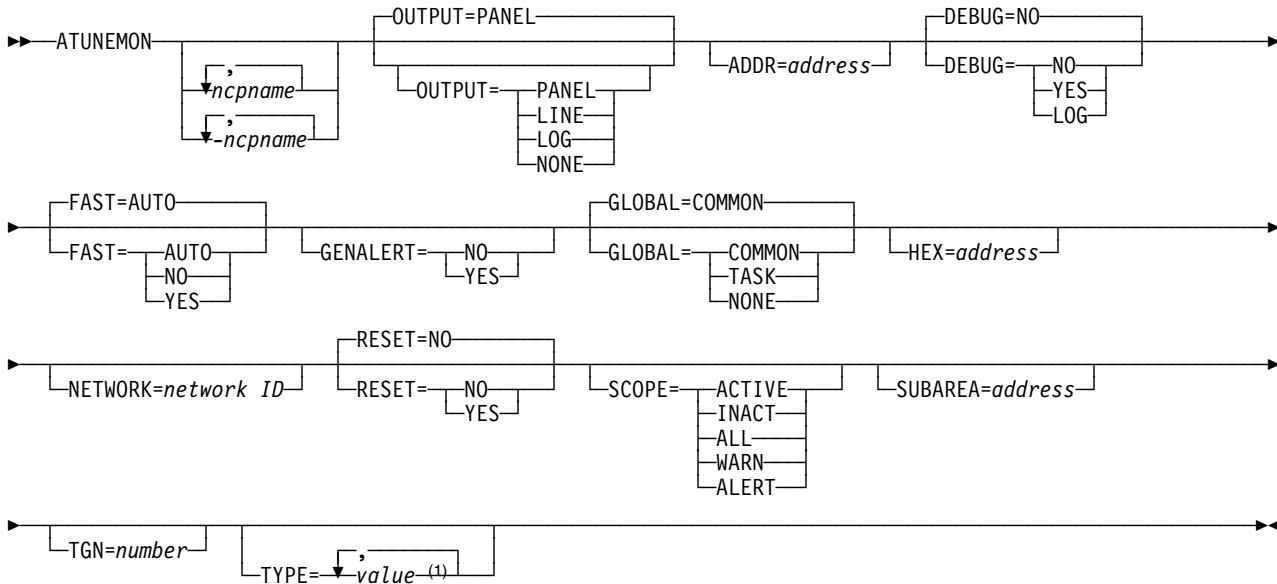 OUTPUT=PANEL DEBUG=NO
ATUNEMON
, ADDR=address DEBUG= NO
ncpname OUTPUT= PANEL YES
, LINE LOG
-ncpname LOG
NONE
FAST=AUTO GLOBAL=COMMON
FAST= AUTO GENALERT= NO GLOBAL= COMMON HEX=address
NO YES TASK
YES NONE
RESET=NO
NETWORK=network ID RESET= NO SCOPE= ACTIVE SUBAREA=address
YES INACT
ALL
WARN
ALERT
TGN=number ,
TYPE= value (1)